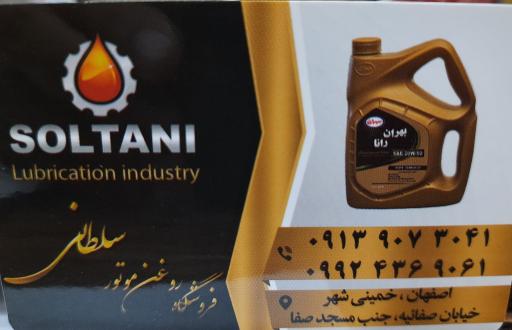 SOLTANI
Lubrication industry
فروشگاه روغن موتور
سلطانی
بهران
رانا
SAE 20W-50
۰۹۱۳ ۹۰۷ ۳۰۴۱
۰۹۹۲ ۴۳۶ ۹۰۶۱
اصفهان ، خمینی شهر
خیابان صفائیه، جنب مسجد صفا